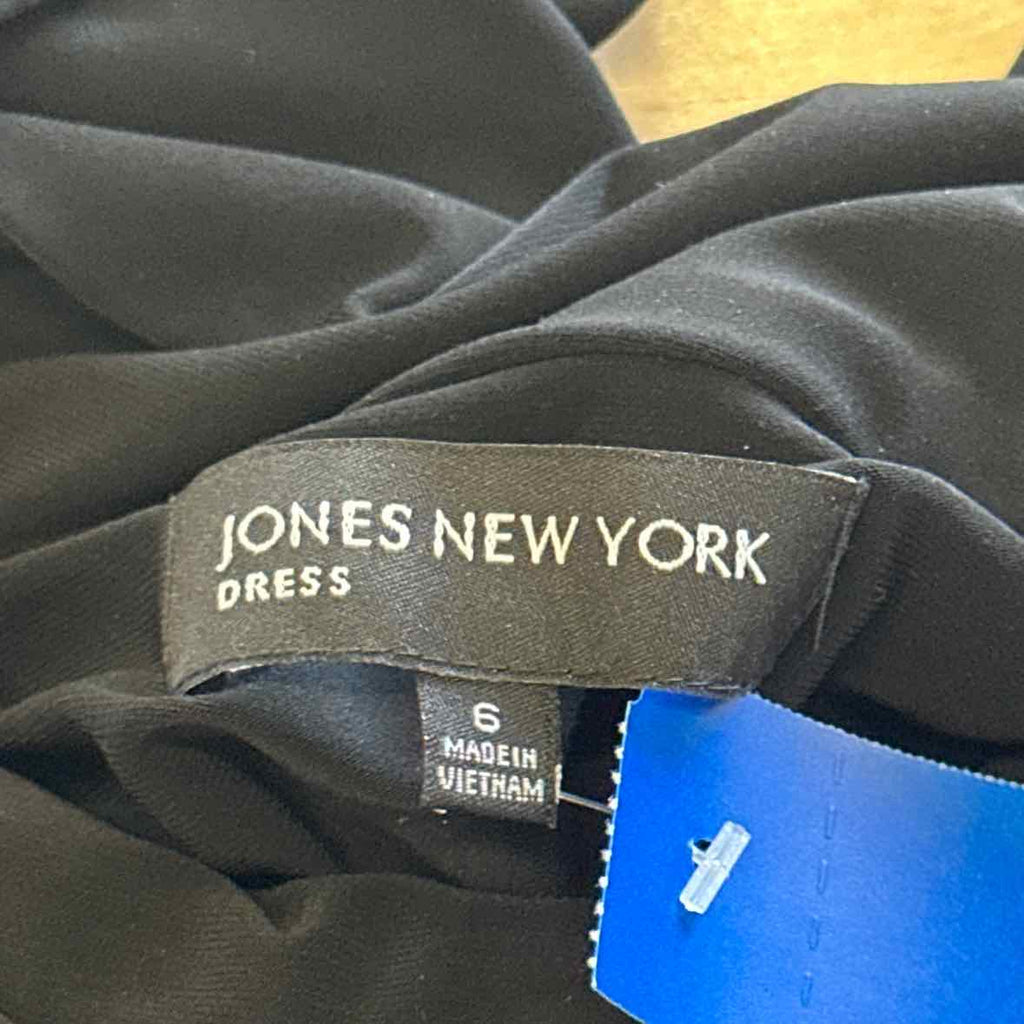 JONES NEW YORK
DRESS
6
MADE IN
VIETNAM